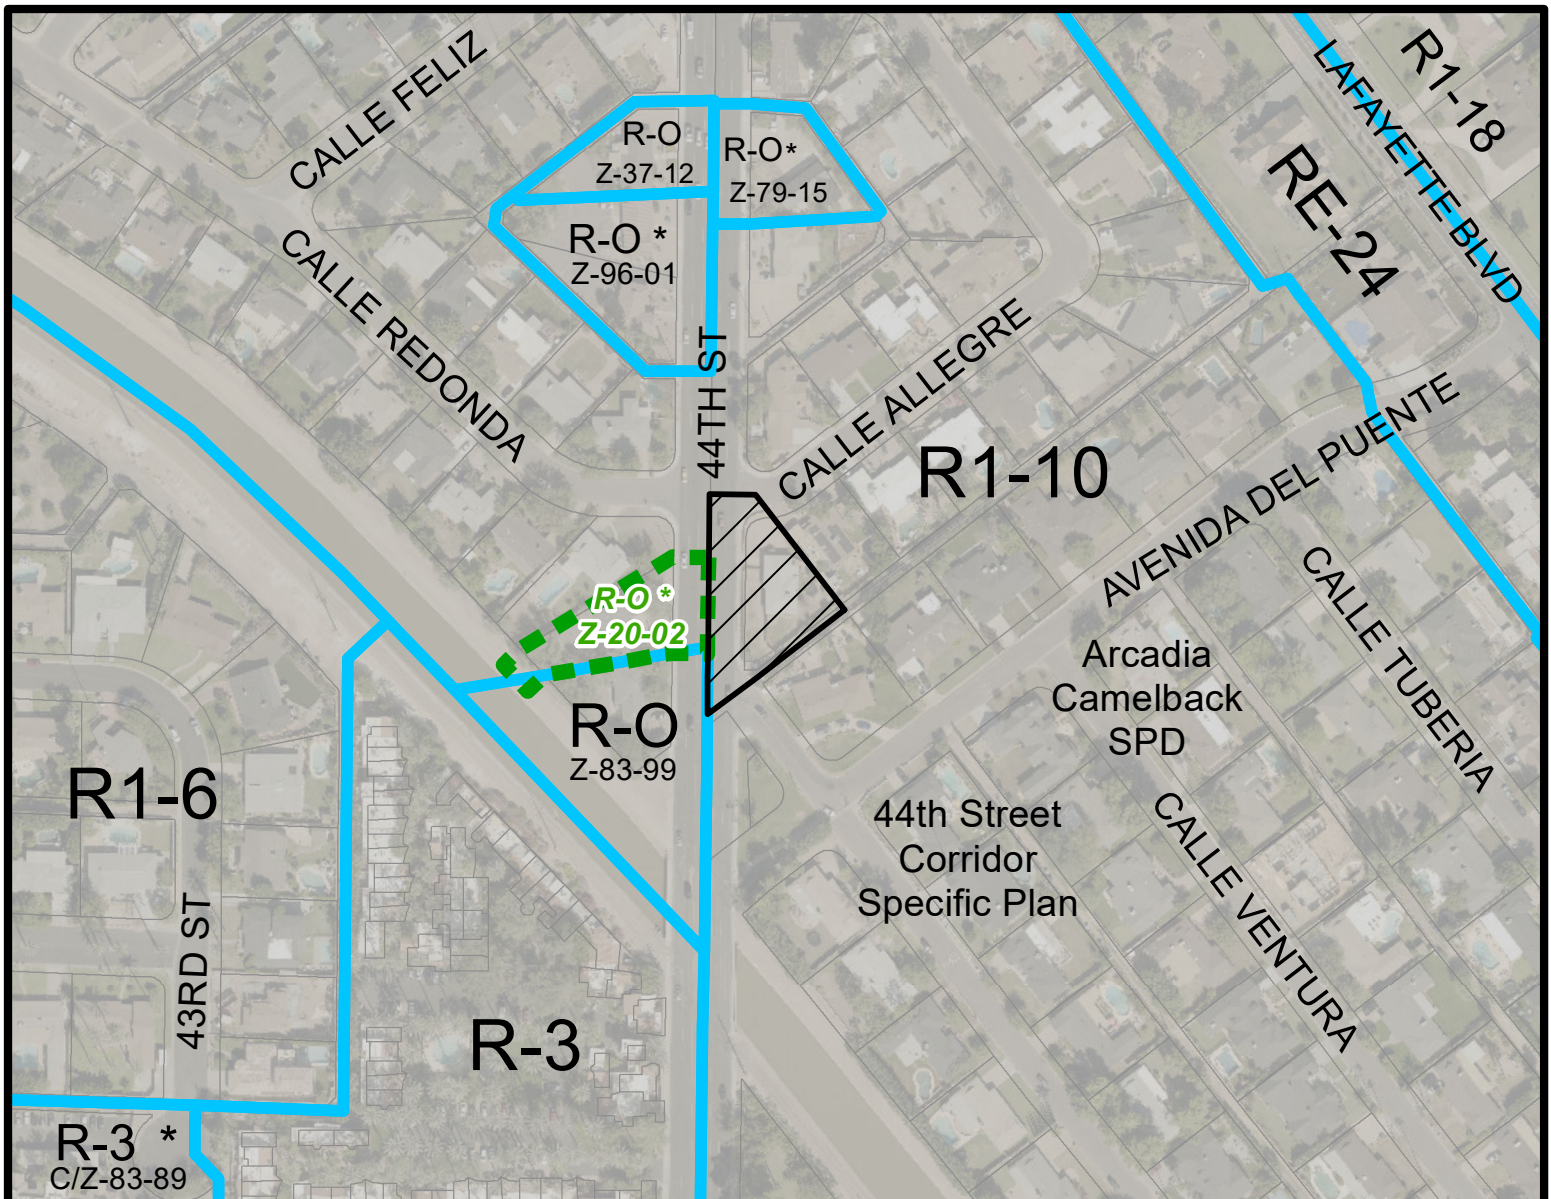 CALLE FELIZ
R1-18
LAFAYETTE BLVD
R-O
Z-37-12
R-O*
Z-79-15
RE-24
R-O *
Z-96-01
CALLE REDONDA
44TH ST
CALLE ALLEGRE
R1-10
AVENIDA DEL PUENTE
R-O *
Z-20-02
CALLE TUBERIA
Arcadia
Camelback
SPD
R-O
Z-83-99
R1-6
44th Street
Corridor
Specific Plan
CALLE VENTURA
43RD ST
R-3
R-3 *
C/Z-83-89